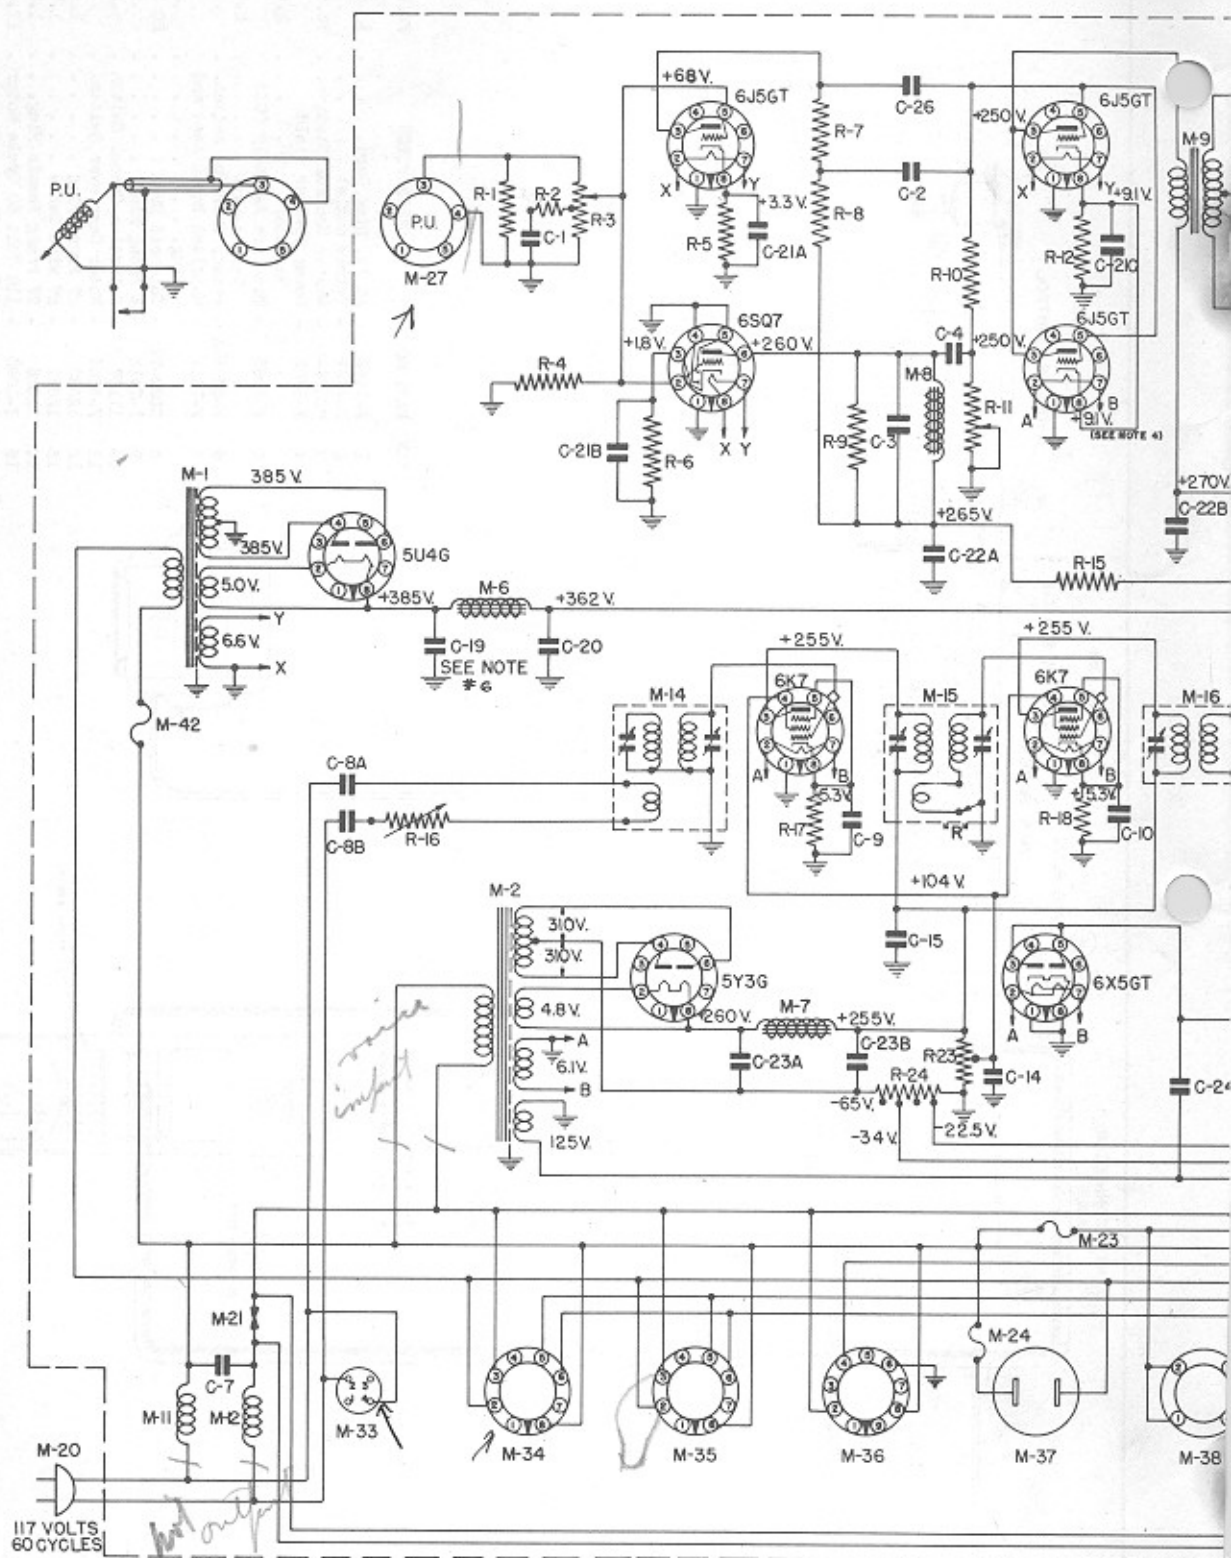 +68V.
6J5GT
C-26
6J5GT
+250V.
M-9
R-7
P.U.
R-1
R-2
R-3
C-1
P.U.
M-27
X
Y
+3.3V.
R-5
C-21A
C-2
R-8
X
Y
+9.1V.
R-12
C-21C
R-10
6J5GT
6SQ7
+1.8V
+260V.
C-4
+250V.
M-8
R-4
R-9
C-3
R-11
A
B
+9.1V.
(SEE NOTE 4)
C-21B
R-6
X Y
M-1
385 V.
385V.
5U4G
5.0V.
+385V.
M-6
+362V.
+265V.
C-22A
R-15
+270V.
C-22B
Y
6.6V.
X
C-19
SEE NOTE
#6
C-20
M-42
+255V.
6K7
M-14
M-15
+255V.
6K7
M-16
A
B
5.3V.
R-17
C-9
"R"
A
B
+5.3V.
R-18
C-10
C-8A
C-8B
R-16
+104V.
C-15
M-2
310V.
310V.
5Y3G
4.8V.
+260V.
M-7
+255V.
6X5GT
A
B
A
6.1V.
B
C-23A
C-23B
R-23
R-24
C-14
C-24
125V.
-65V.
-34V.
-22.5V.
M-23
M-21
C-7
M-11
M-12
M-33
M-34
M-35
M-36
M-24
M-37
M-38
M-20
117 VOLTS
60 CYCLES